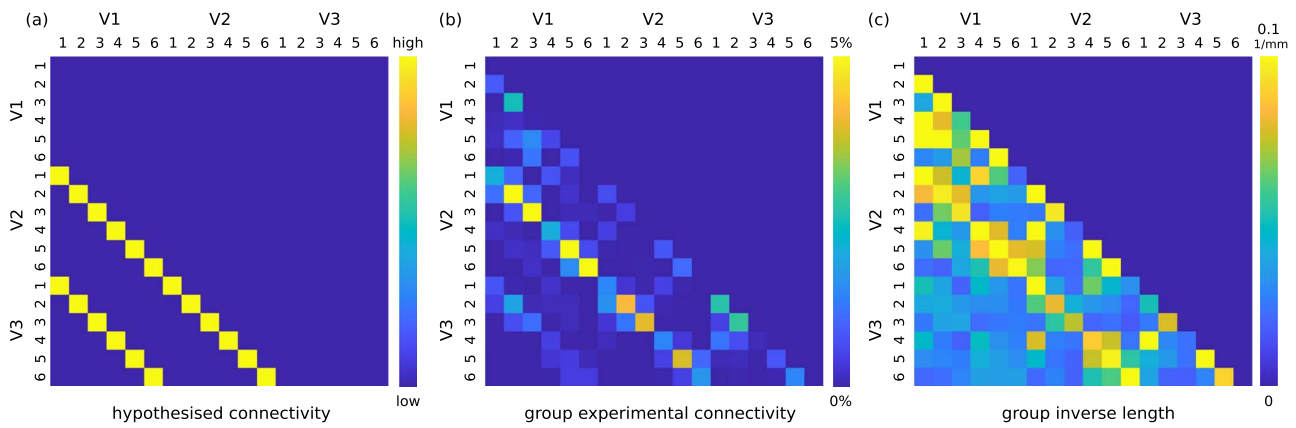 (a) V1 V2 V3
1 2 3 4 5 6 1 2 3 4 5 6 1 2 3 4 5 6 high
V1 1 2 3 4 5 6
V2 1 2 3 4 5 6
V3 1 2 3 4 5 6
low
hypothesised connectivity
(b) V1 V2 V3
1 2 3 4 5 6 1 2 3 4 5 6 1 2 3 4 5 6 5%
V1 1 2 3 4 5 6
V2 1 2 3 4 5 6
V3 1 2 3 4 5 6
0%
group experimental connectivity
(c) V1 V2 V3
0.1
1 2 3 4 5 6 1 2 3 4 5 6 1 2 3 4 5 6 1/mm
V1 1 2 3 4 5 6
V2 1 2 3 4 5 6
V3 1 2 3 4 5 6
0
group inverse length